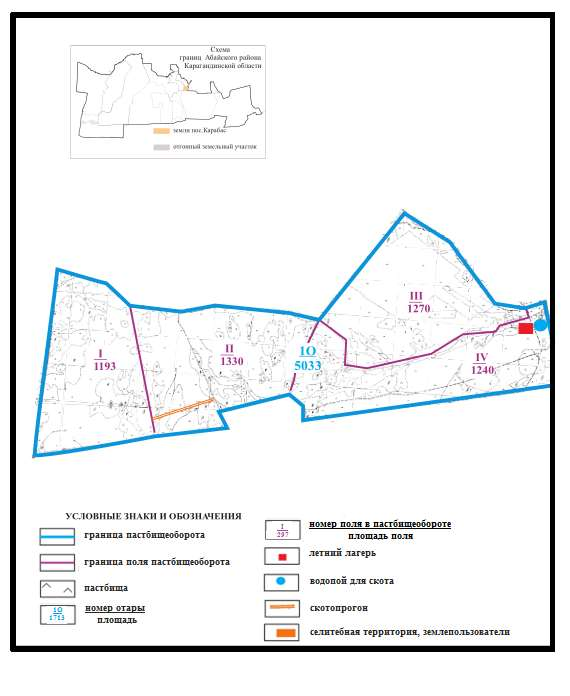 Схема
границ Абайского района
Карагандинской области
земли пос.Карабас
отгонный земельный участок
III
1270
I
1193
II
1330
1О
5033
IV
1240
УСЛОВНЫЕ ЗНАКИ И ОБОЗНАЧЕНИЯ
граница пастбищеоборота
граница поля пастбищеоборота
пастбища
1О
1713
номер отары
площадь
I
297
номер поля в пастбищеобороте
площадь поля
летний лагерь
водопой для скота
скотопрогон
селитебная территория, землепользователи